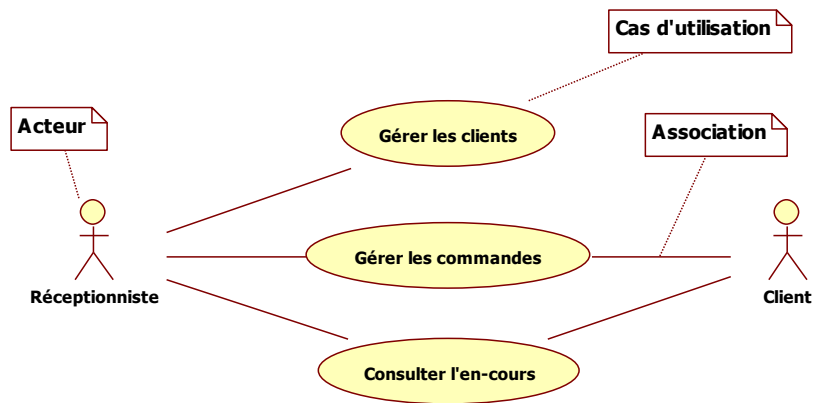 Cas d'utilisation
Acteur
Association
Gérer les clients
Gérer les commandes
Réceptionniste
Client
Consulter l'en-cours